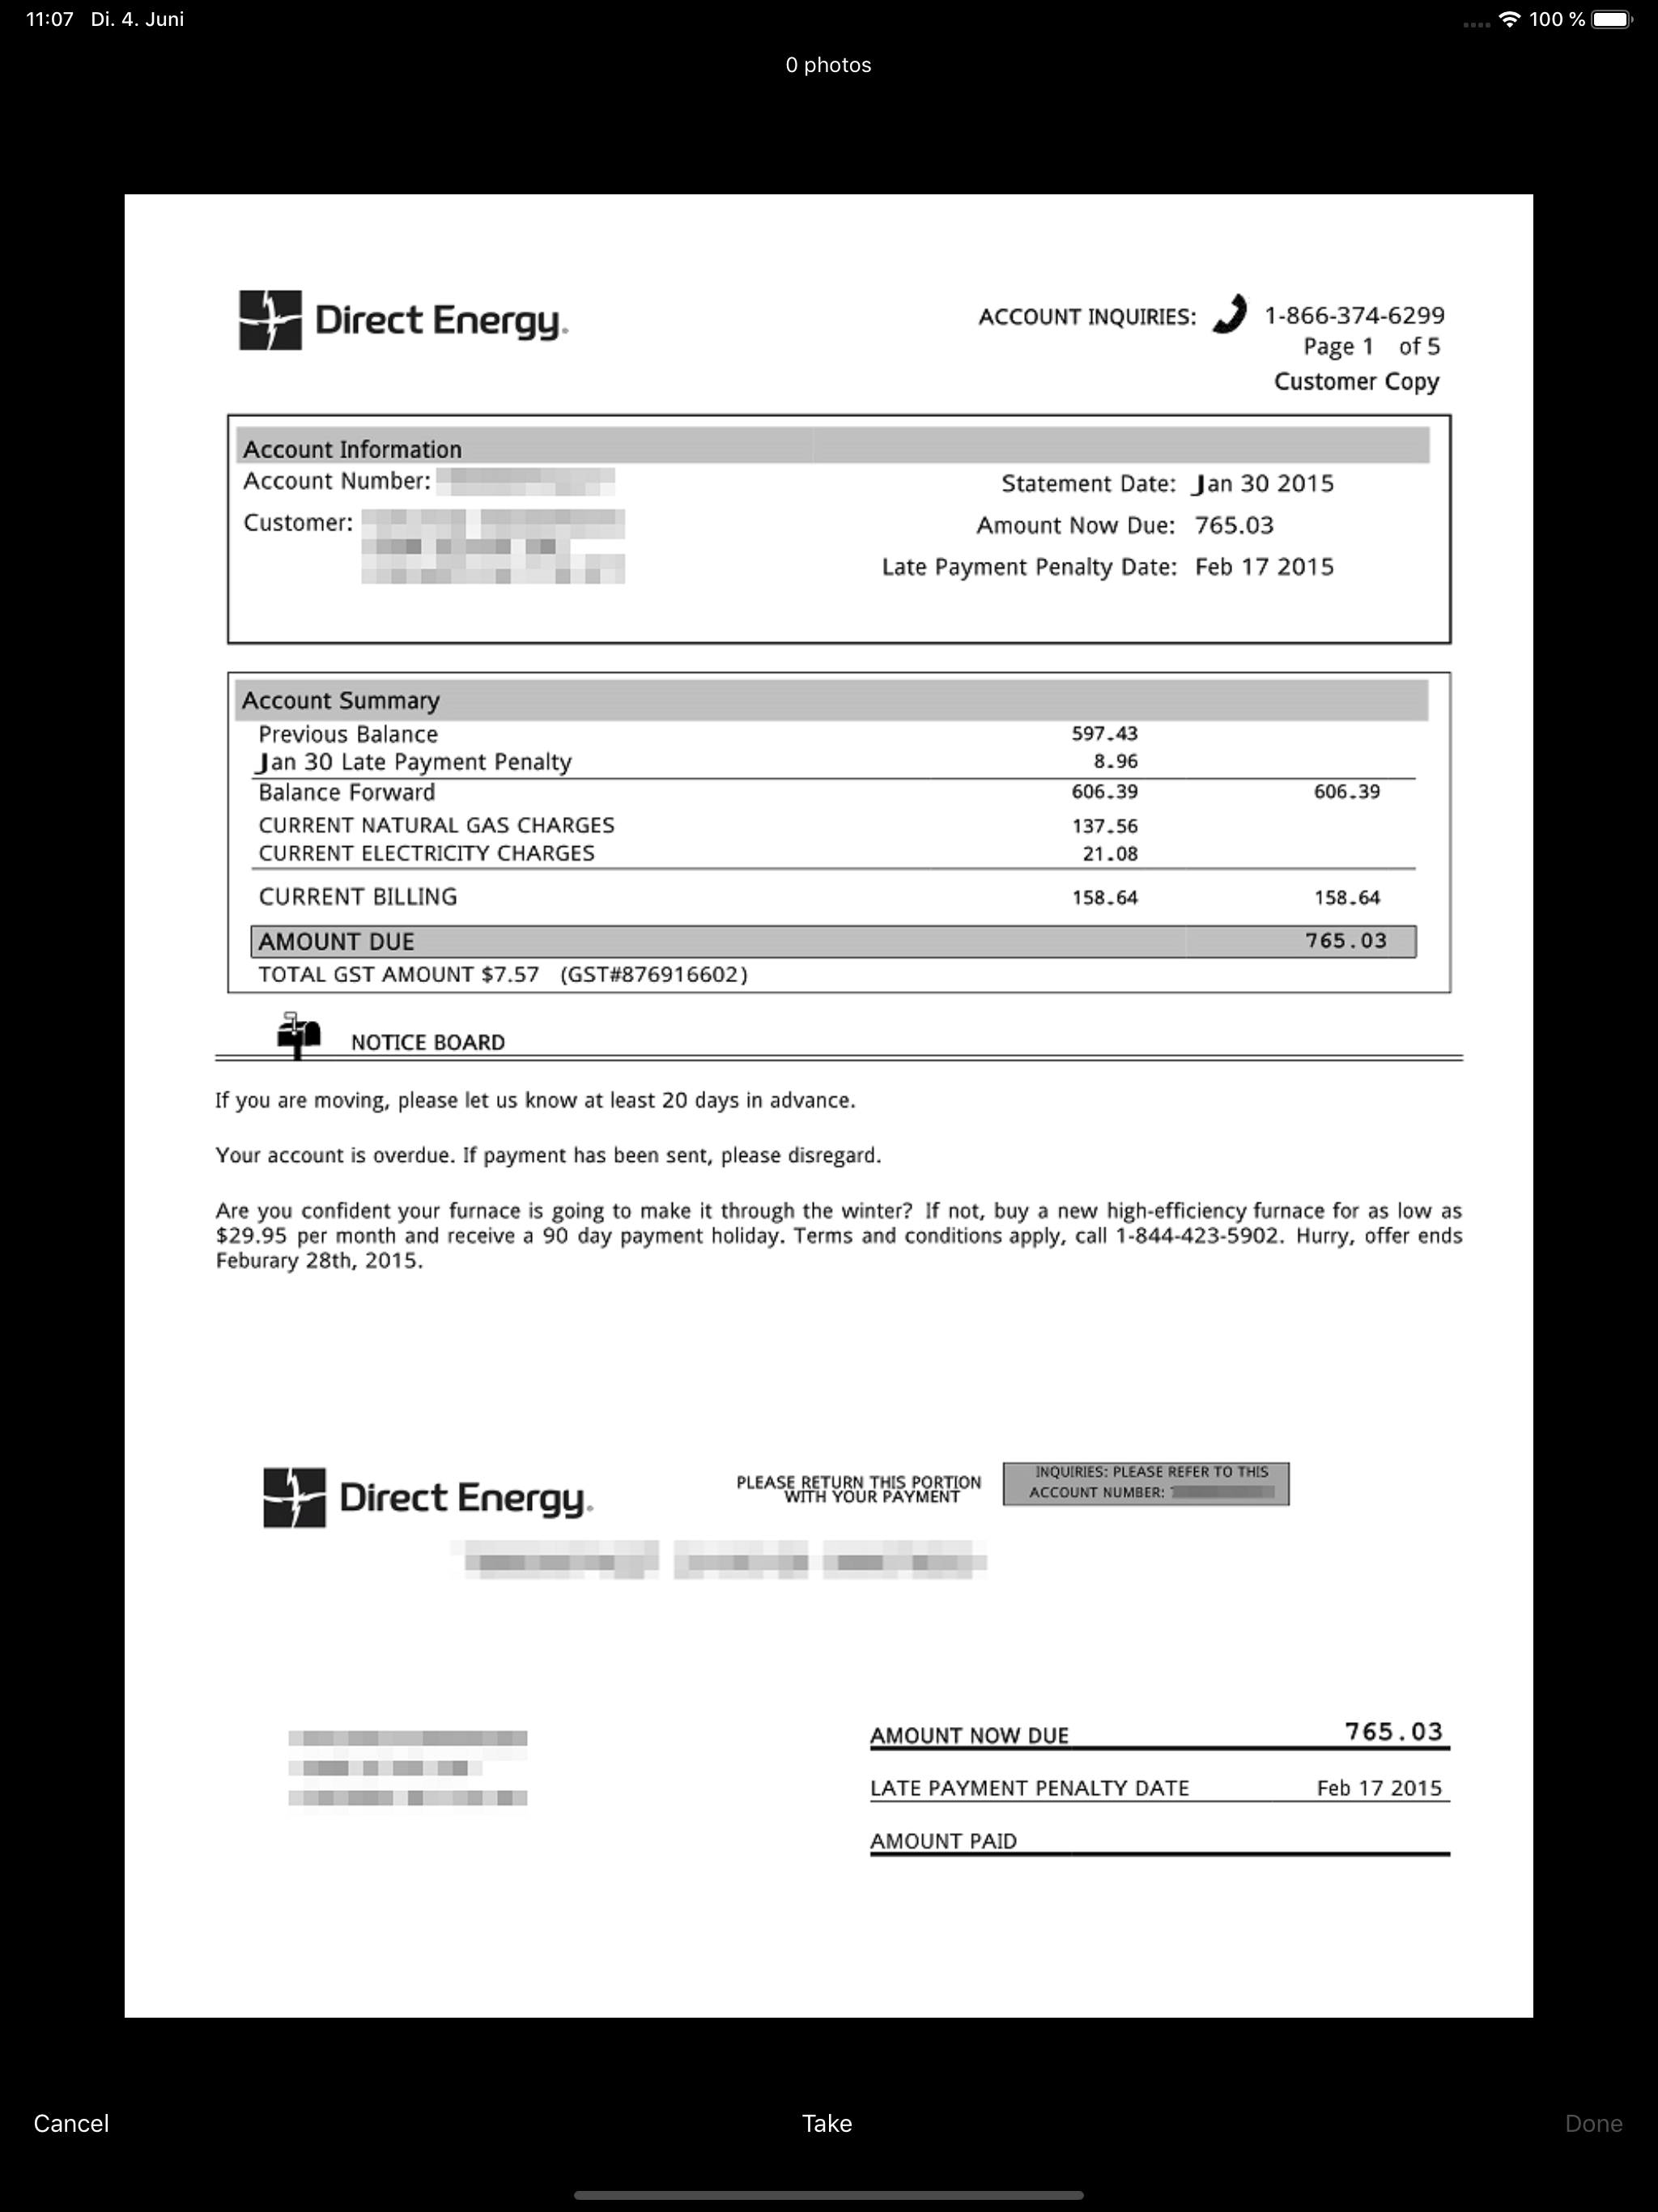 11:07 Di. 4. Juni 100 %
0 photos
Direct Energy.
ACCOUNT INQUIRIES: 1-866-374-6299
Page 1 of 5
Customer Copy
Account Information
Account Number:
Statement Date: Jan 30 2015
Customer:
Amount Now Due: 765.03
Late Payment Penalty Date: Feb 17 2015
Account Summary
Previous Balance 597.43
Jan 30 Late Payment Penalty 8.96
Balance Forward 606.39 606.39
CURRENT NATURAL GAS CHARGES 137.56
CURRENT ELECTRICITY CHARGES 21.08
CURRENT BILLING 158.64 158.64
AMOUNT DUE 765.03
TOTAL GST AMOUNT $7.57 (GST#876916602)
NOTICE BOARD
If you are moving, please let us know at least 20 days in advance.
Your account is overdue. If payment has been sent, please disregard.
Are you confident your furnace is going to make it through the winter? If not, buy a new high-efficiency furnace for as low as
$29.95 per month and receive a 90 day payment holiday. Terms and conditions apply, call 1-844-423-5902. Hurry, offer ends
Feburary 28th, 2015.
Direct Energy.
PLEASE RETURN THIS PORTION
WITH YOUR PAYMENT
INQUIRIES: PLEASE REFER TO THIS
ACCOUNT NUMBER:
AMOUNT NOW DUE 765.03
LATE PAYMENT PENALTY DATE Feb 17 2015
AMOUNT PAID
Cancel Take Done